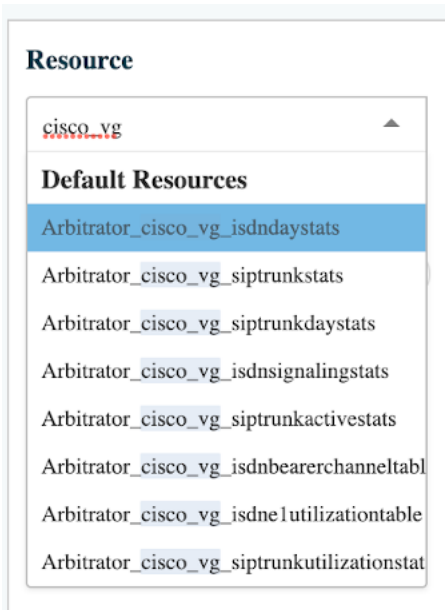 Resource
cisco_vg
Default Resources
Arbitrator_cisco_vg_isdndaystats
Arbitrator_cisco_vg_siptrunkstats
Arbitrator_cisco_vg_siptrunkdaystats
Arbitrator_cisco_vg_isdnsignalingstats
Arbitrator_cisco_vg_siptrunkactivestats
Arbitrator_cisco_vg_isdnbearerchanneltabl
Arbitrator_cisco_vg_isdne1utilizationtable
Arbitrator_cisco_vg_siptrunkutilizationstat